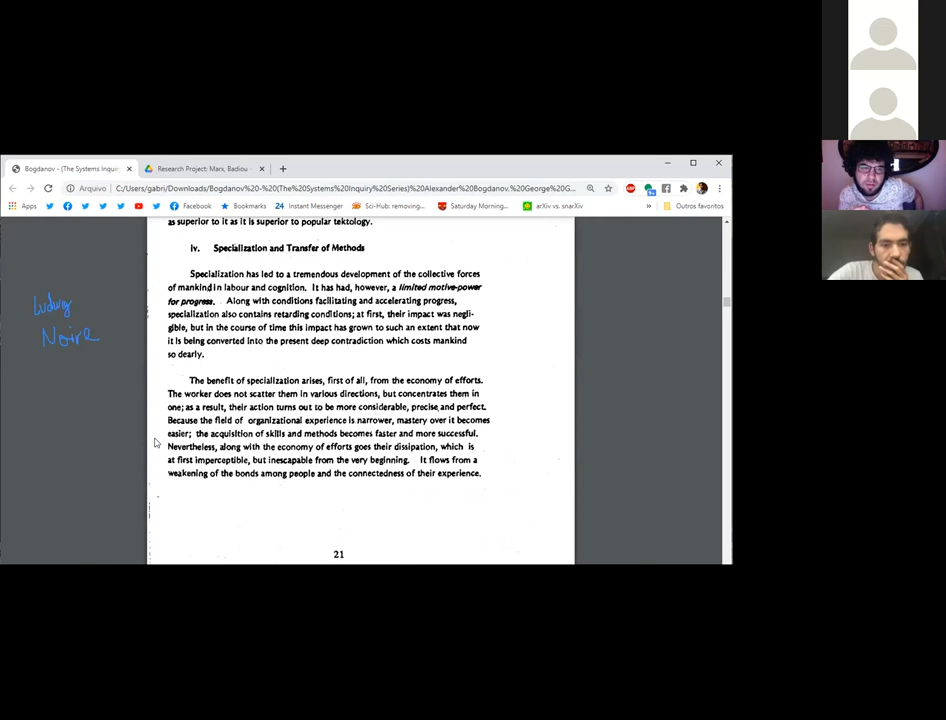 Bogdanov - (The Systems Inqui
Research Project: Marx, Badiou -
Arquivo
C:/Users/gabri/Downloads/Bogdanov%20-%20(The%20Systems%20Inquiry%20Series)%20Alexander%20Bogdanov,%20George%20G...
Apps
Facebook
Bookmarks
24 Instant Messenger
Sci-Hub: removing...
Saturday Morning...
arXiv vs. snarXiv
»
Outros favoritos
as superior to it as it is superior to popular tektology.
iv. Specialization and Transfer of Methods
Specialization has led to a tremendous development of the collective forces
of mankind in labour and cognition. It has had, however, a limited motive-power
for progress. Along with conditions facilitating and accelerating progress,
specialization also contains retarding conditions; at first, their impact was negli-
gible, but in the course of time this impact has grown to such an extent that now
it is being converted into the present deep contradiction which costs mankind
so dearly.
The benefit of specialization arises, first of all, from the economy of efforts.
The worker does not scatter them in various directions, but concentrates them in
one; as a result, their action turns out to be more considerable, precise and perfect.
Because the field of organizational experience is narrower, mastery over it becomes
easier; the acquisition of skills and methods becomes faster and more successful.
Nevertheless, along with the economy of efforts goes their dissipation, which is
at first imperceptible, but inescapable from the very beginning. It flows from a
weakening of the bonds among people and the connectedness of their experience.
21
Ludwig
Noire